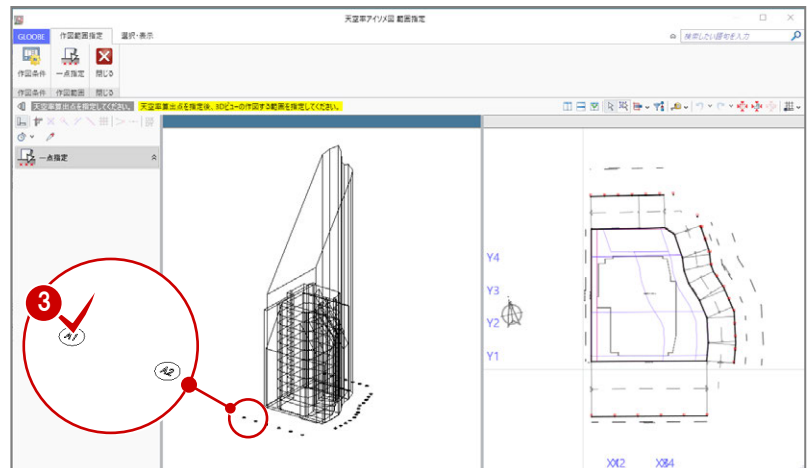 天空率アイソメ図 範囲指定
GLOOBE 作図範囲指定 選択・表示 検索したい語句を入力
作図条件 一点指定 閉じる
作図条件 作図範囲 閉じる
天空率算出点を指定してください。 天空率算出点を指定後、3Dビューの作図する範囲を指定してください。
一点指定
3
A1
A2
Y4
Y3
Y2
Y1